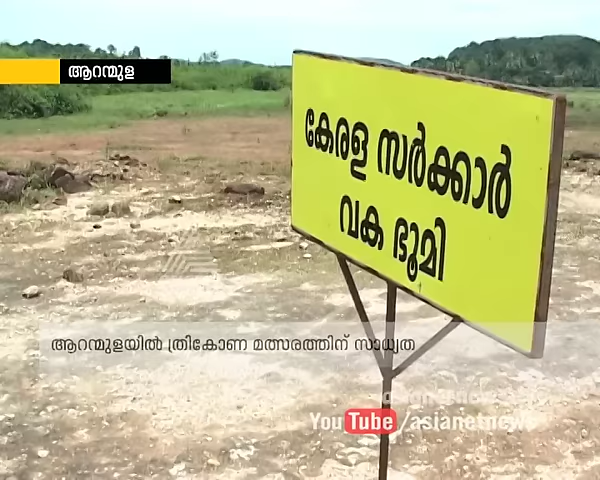 ആറന്മുള
കേരള സർക്കാർ
വക ഭൂമി
ആറന്മുളയിൽ ത്രികോണ മത്സരത്തിന് സാധ്യത
YouTube /asianetnews